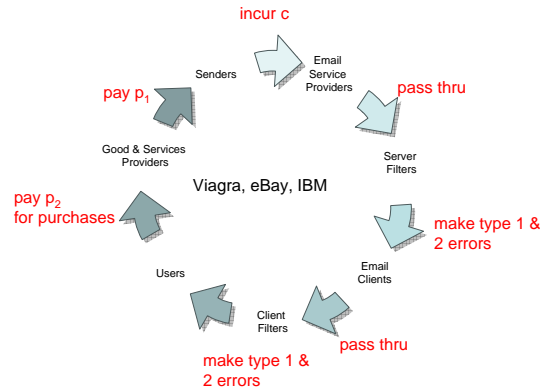 incur c
Senders
Email
Service
Providers
pass thru
Server
Filters
make type 1 &
2 errors
Email
Clients
pass thru
Client
Filters
make type 1 &
2 errors
Users
pay p2
for purchases
Good & Services
Providers
pay p1
Viagra, eBay, IBM